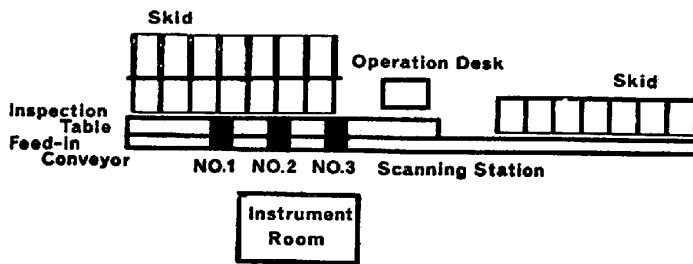 Skid
Operation Desk
Skid
Inspection
Table
Feed-in
Conveyor
NO.1 NO.2 NO.3 Scanning Station
Instrument
Room